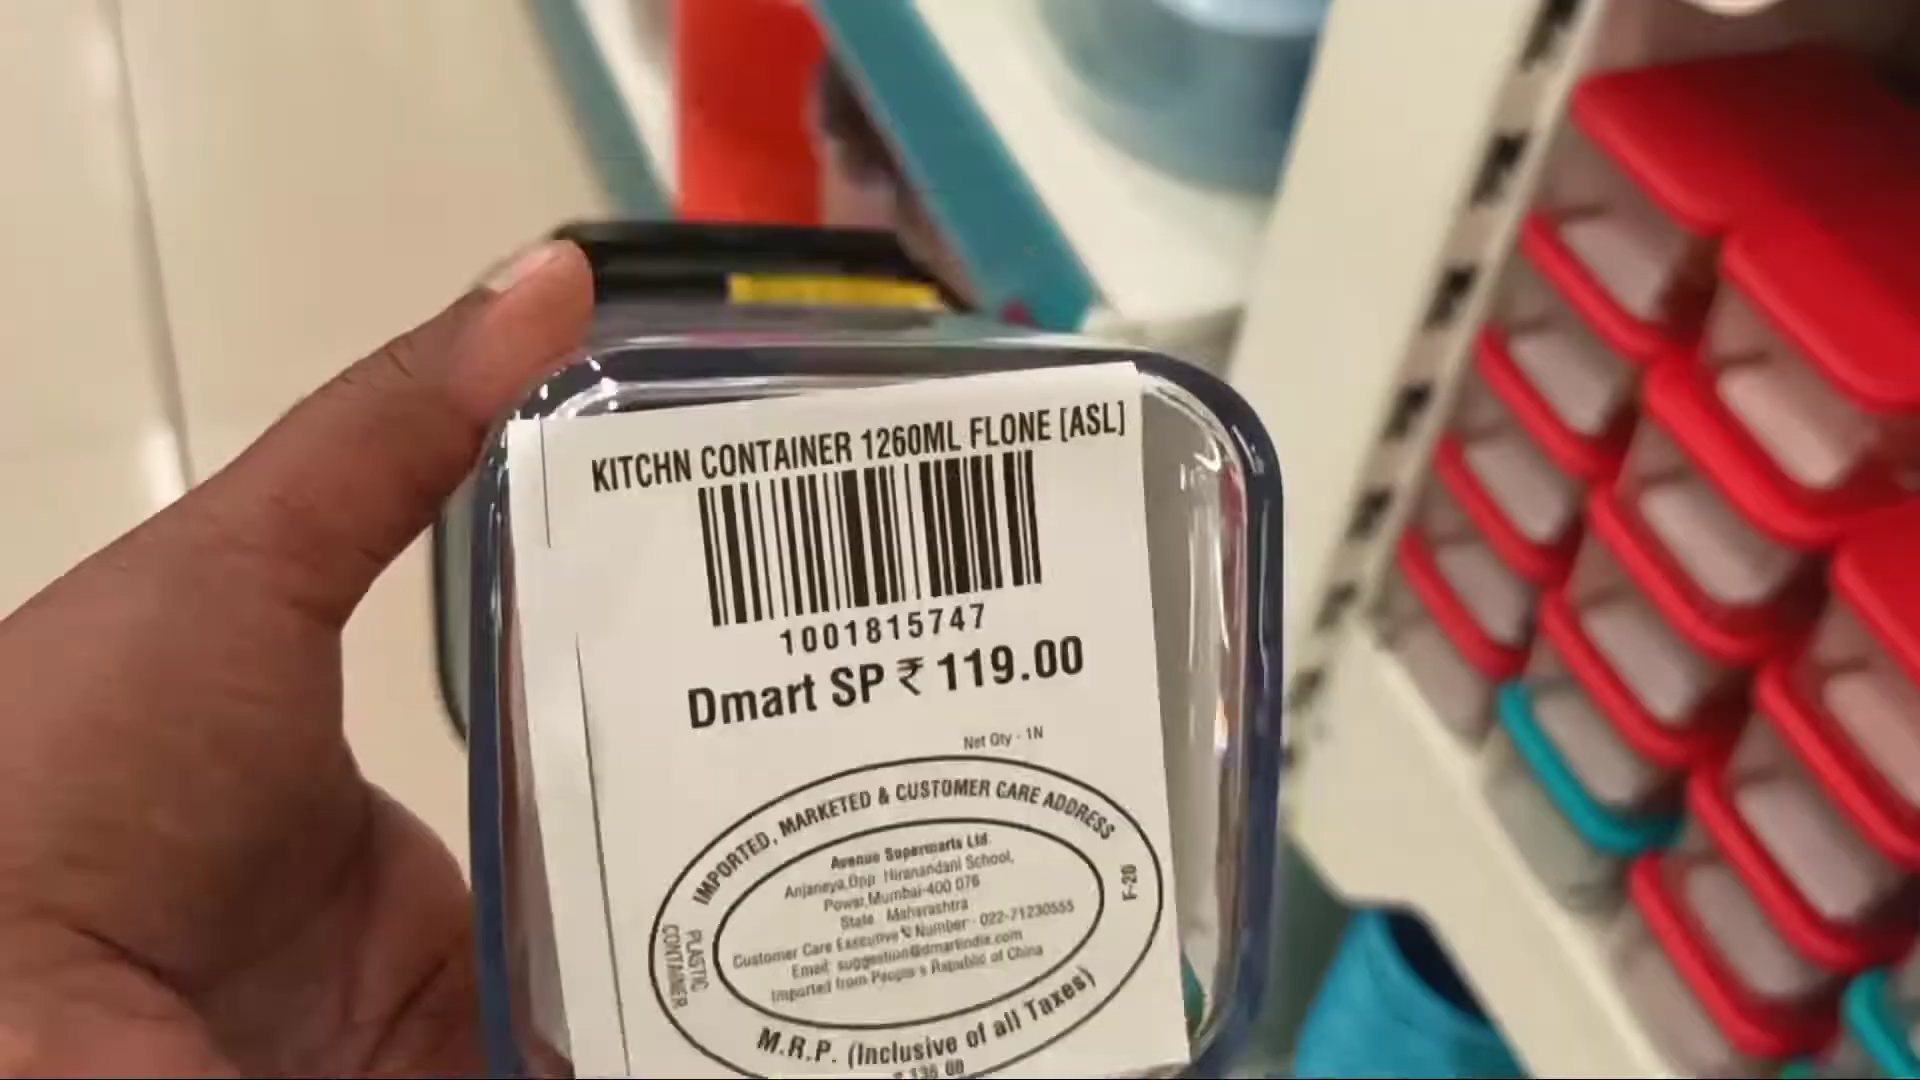 KITCHN CONTAINER 1260ML FLONE [ASL]
1001815747
Dmart SP ₹ 119.00
Net Qty - 1N
IMPORTED, MARKETED & CUSTOMER CARE ADDRESS
F-20
PLASTIC
CONTAINER
Avenue Supermarts Ltd.
Anjaneya,Opp Hiranandani School,
Powai,Mumbai-400 076
State Maharashtra
Customer Care Executive Number - 022-71230555
Email: suggestion@dmartindia.com
Imported from People's Republic of China
M.R.P. (Inclusive of all Taxes)